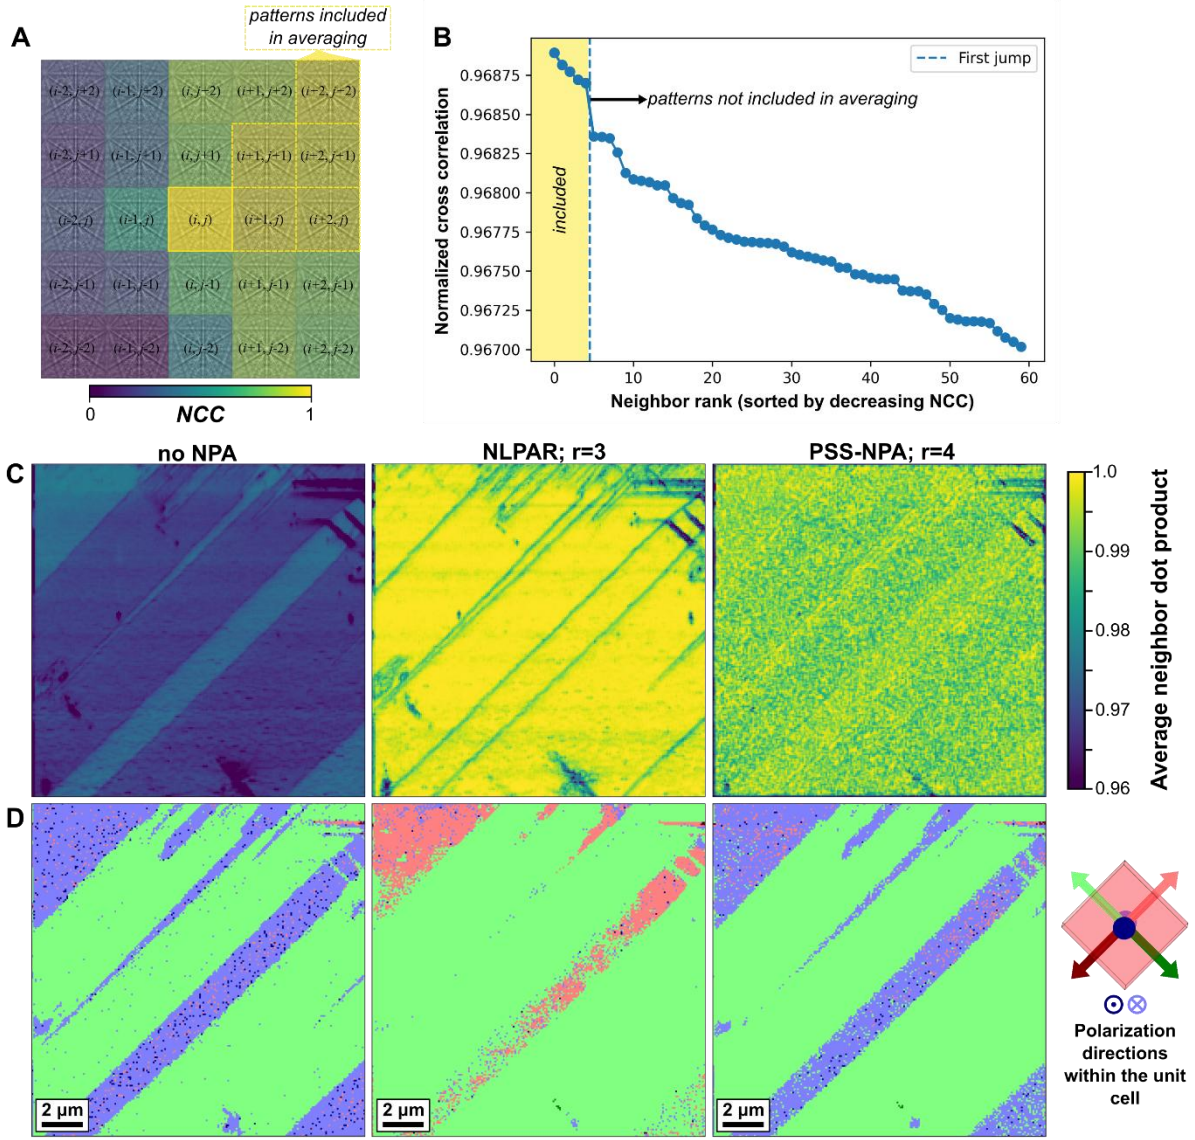 patterns included
in averaging
A
(i-2, j+2) (i-1, j+2) (i, j+2) (i+1, j+2) (i+2, j+2)
(i-2, j+1) (i-1, j+1) (i, j+1) (i+1, j+1) (i+2, j+1)
(i-2, j) (i-1, j) (i, j) (i+1, j) (i+2, j)
(i-2, j-1) (i-1, j-1) (i, j-1) (i+1, j-1) (i+2, j-1)
(i-2, j-2) (i-1, j-2) (i, j-2) (i+1, j-2) (i+2, j-2)
0 NCC 1
B
Normalized cross correlation
0.96875
0.96850
0.96825
0.96800
0.96775
0.96750
0.96725
0.96700
First jump
patterns not included in averaging
included
0 10 20 30 40 50 60
Neighbor rank (sorted by decreasing NCC)
C
no NPA
NLPAR; r=3
PSS-NPA; r=4
1.0
0.99
0.98
0.97
0.96
Average neighbor dot product
D
2 µm
2 µm
2 µm
Polarization
directions
within the unit
cell